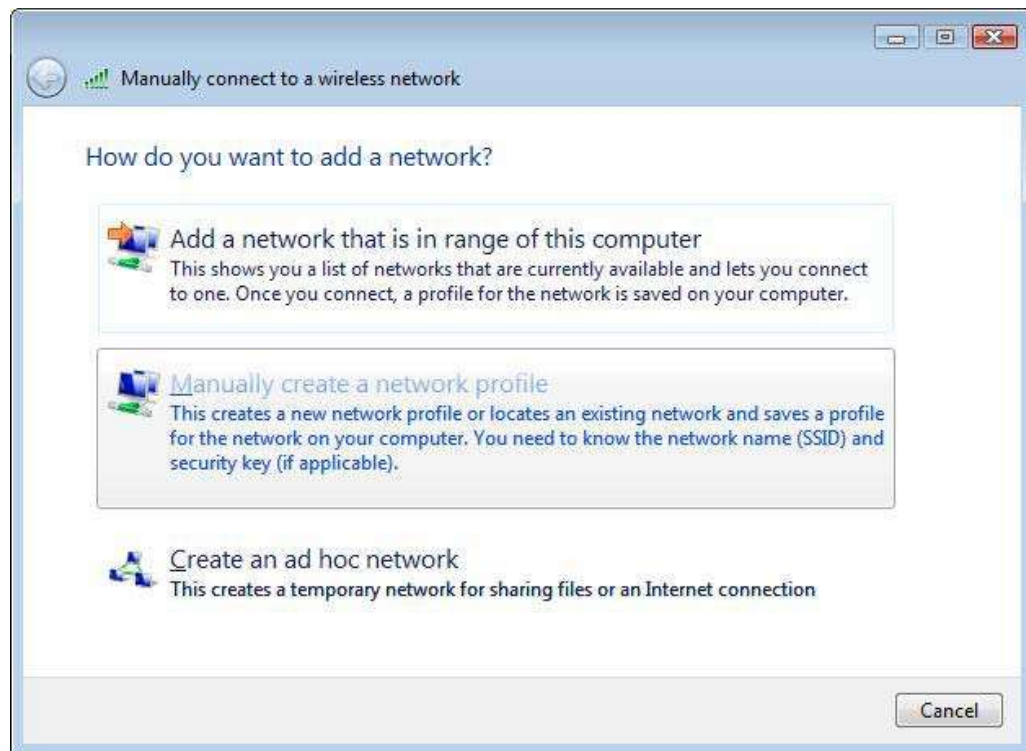 Manually connect to a wireless network
How do you want to add a network?
Add a network that is in range of this computer
This shows you a list of networks that are currently available and lets you connect
to one. Once you connect, a profile for the network is saved on your computer.
Manually create a network profile
This creates a new network profile or locates an existing network and saves a profile
for the network on your computer. You need to know the network name (SSID) and
security key (if applicable).
Create an ad hoc network
This creates a temporary network for sharing files or an Internet connection
Cancel